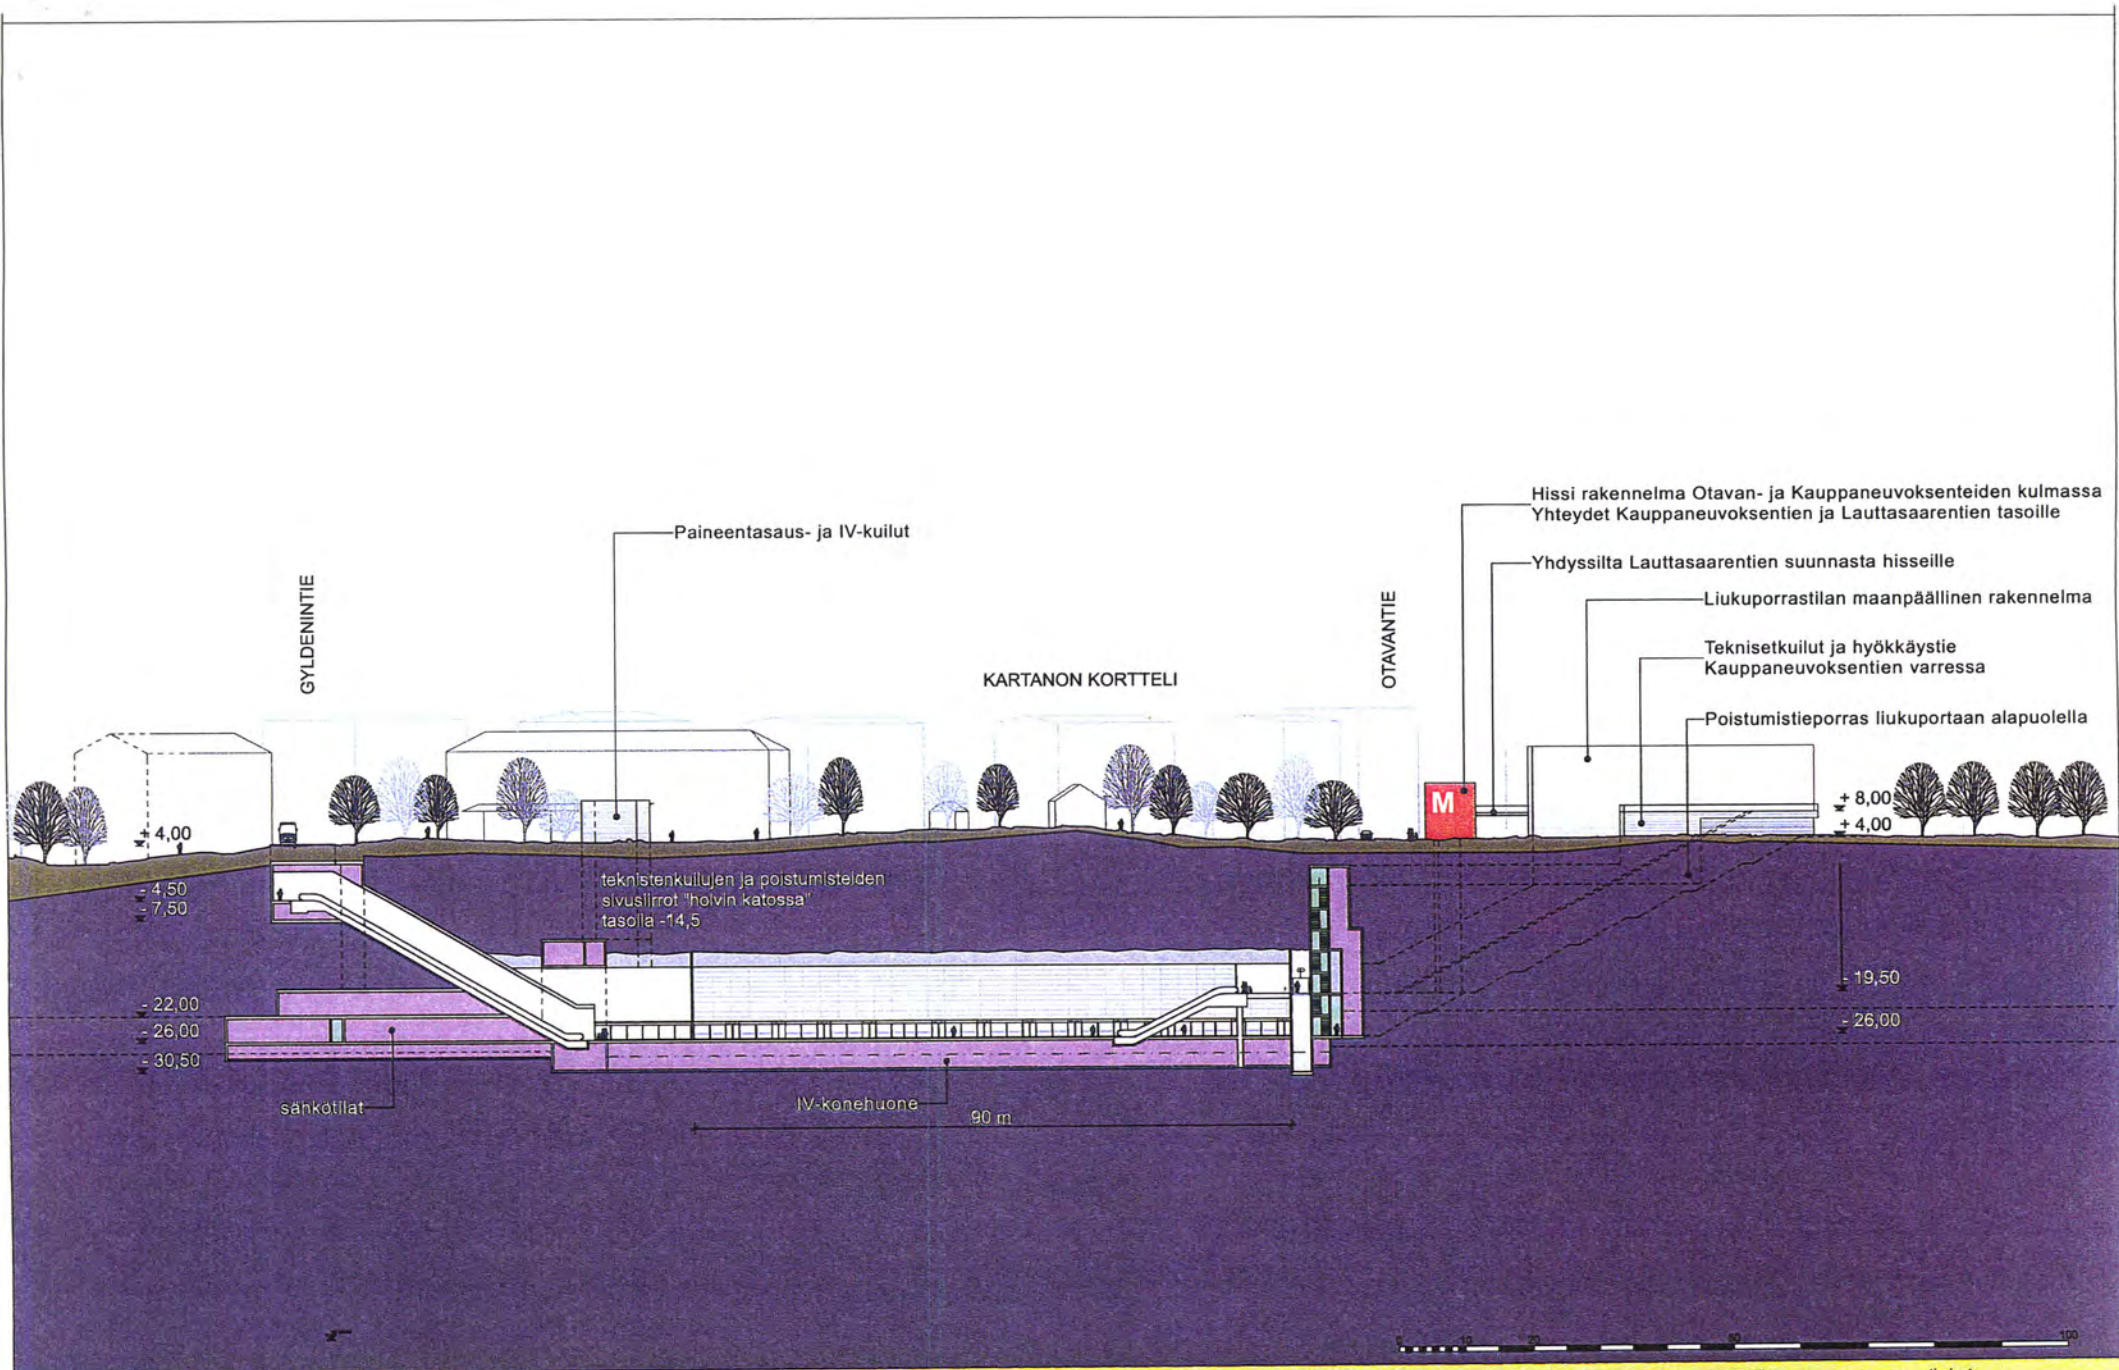 Hissi rakennelma Otavan- ja Kauppaneuvoksenteiden kulmassa
Yhteydet Kauppaneuvoksentien ja Lauttasaarentien tasoille
Paineentasaus- ja IV-kuilut
Yhdyssilta Lauttasaarentien suunnasta hisseille
GYLDENINTIE
OTAVANTIE
Liukuporrastilan maanpäällinen rakennelma
Teknisetkuilut ja hyökkäystie
Kauppaneuvoksentien varressa
KARTANON KORTTELI
Poistumistieporras liukuportaan alapuolella
M
+ 8,00
+ 4,00
+ 4,00
teknistenkuilujen ja poistumisteiden
sivusiirrot "holvin katossa"
tasolla -14,5
- 4,50
- 7,50
- 19,50
- 22,00
- 26,00
- 26,00
- 30,50
sähkötilat
IV-konehuone
90 m
0 10 20 50 100